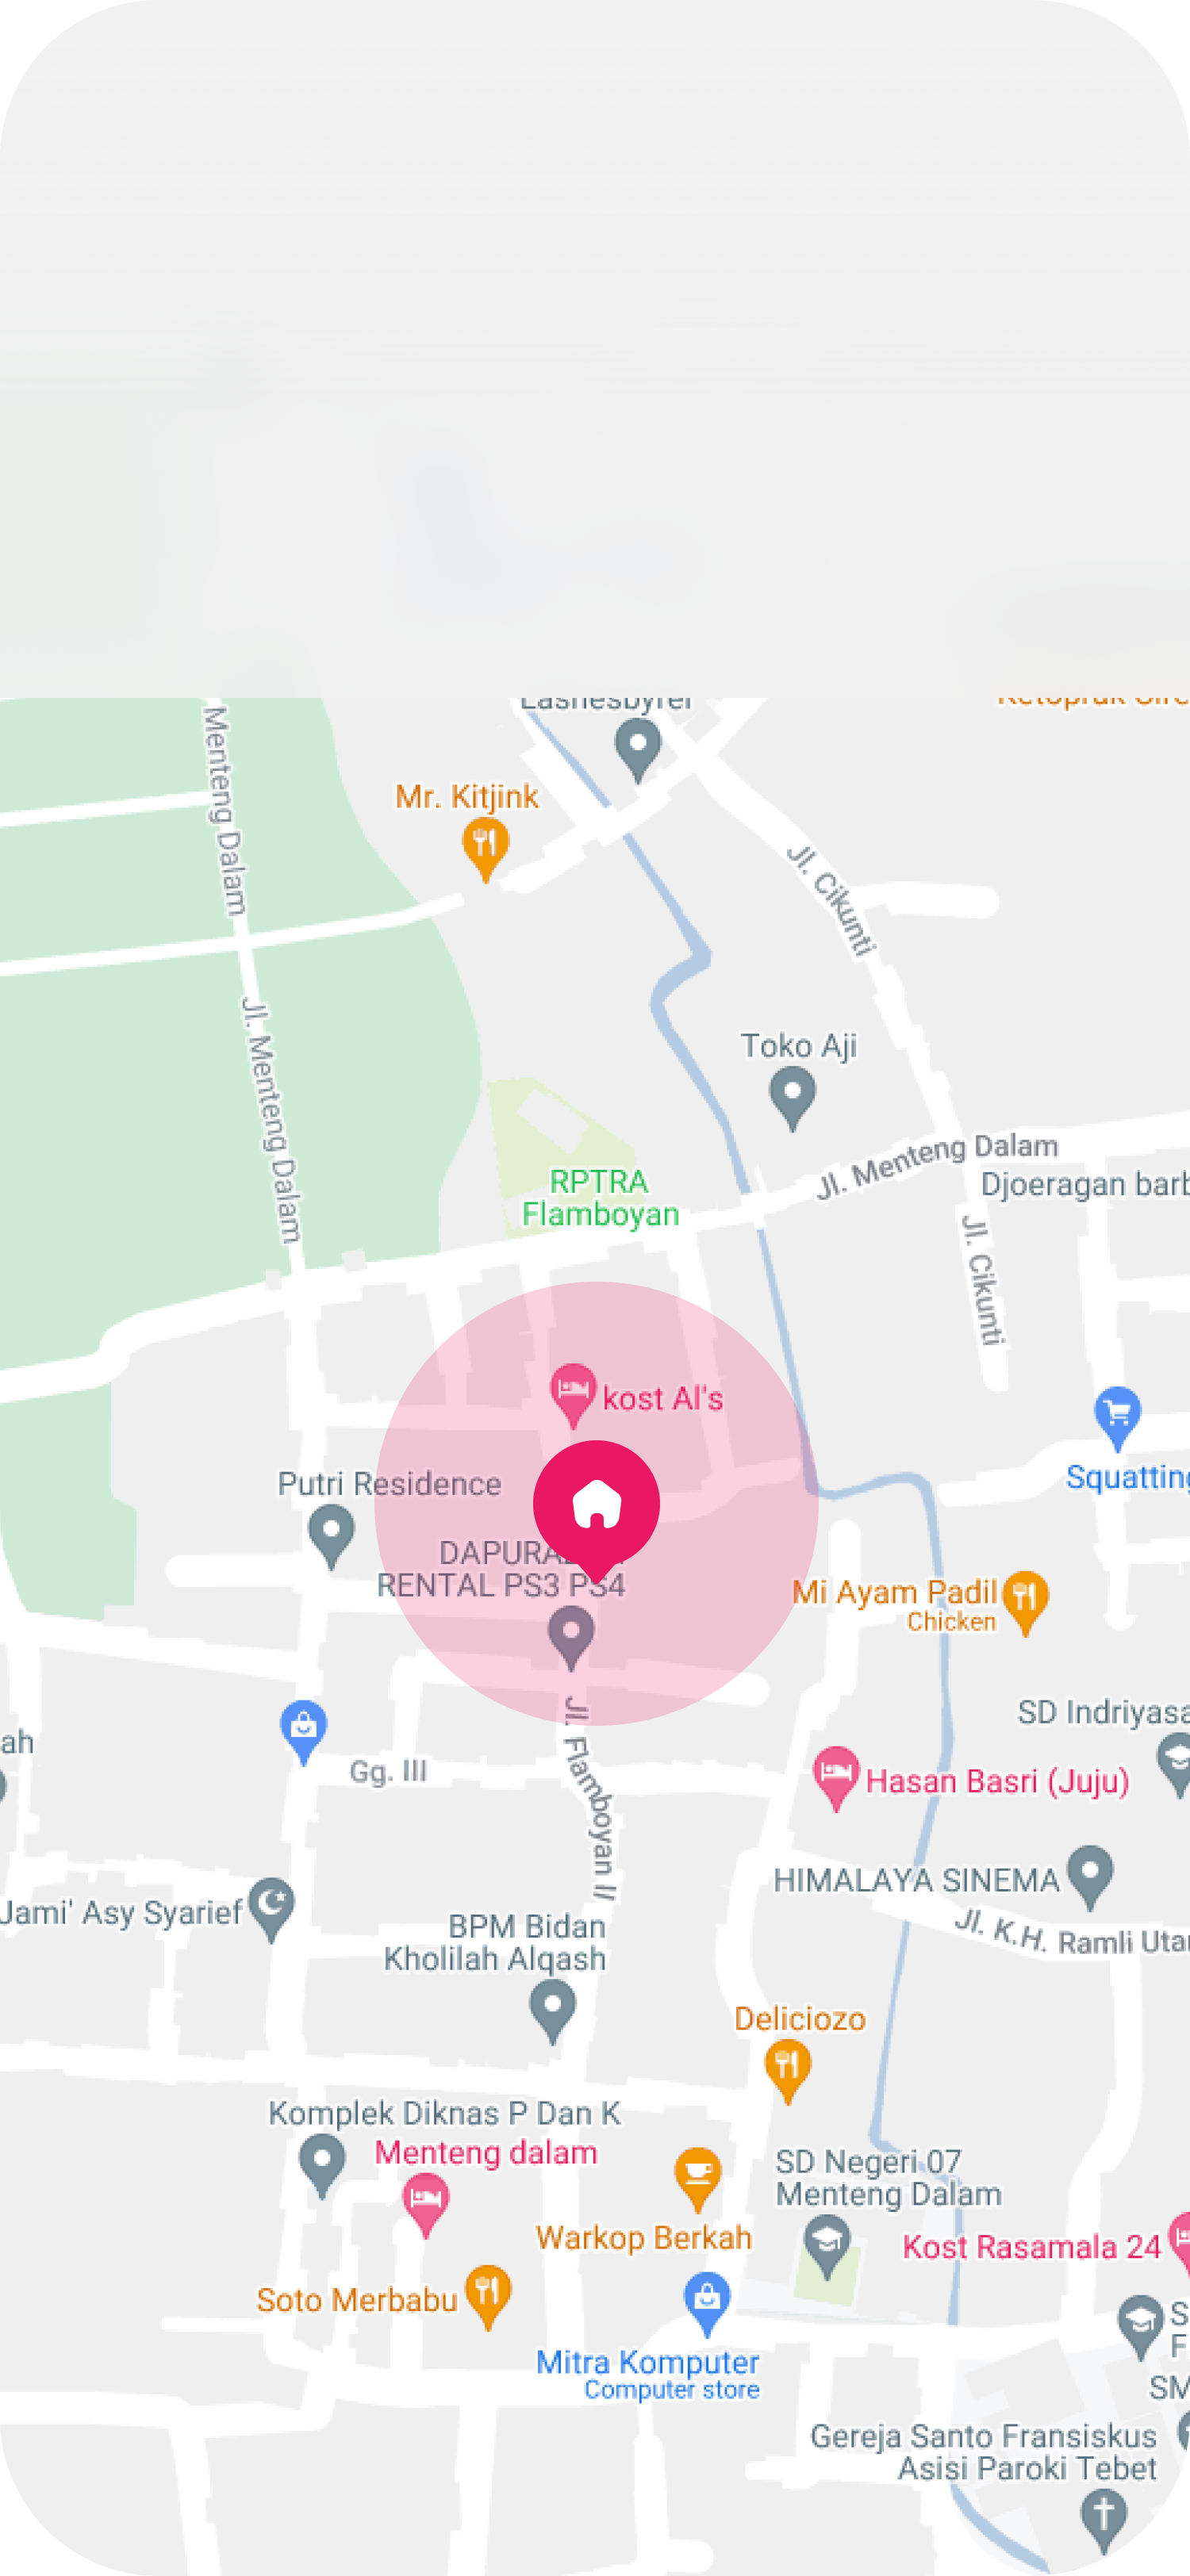 Lashesbyrei
Mr. Kitjink
Menteng Dalam
Jl. Cikunti
Jl. Menteng Dalam
Toko Aji
Jl. Menteng Dalam
RPTRA
Flamboyan
Djoeragan barb
Jl. Cikunti
kost Al's
Squatting
Putri Residence
RENTAL PS3 PS4
Mi Ayam Padil
Chicken
SD Indriyasa
ah
Jl. Flamboyan II
Gg. III
Hasan Basri (Juju)
HIMALAYA SINEMA
Jami' Asy Syarief
Jl. K.H. Ramli Utar
BPM Bidan
Kholilah Alqash
Deliciozo
Komplek Diknas P Dan K
Menteng dalam
SD Negeri 07
Menteng Dalam
Warkop Berkah
Kost Rasamala 24
Soto Merbabu
S
F
Mitra Komputer
Computer store
SM
Gereja Santo Fransiskus
Asisi Paroki Tebet